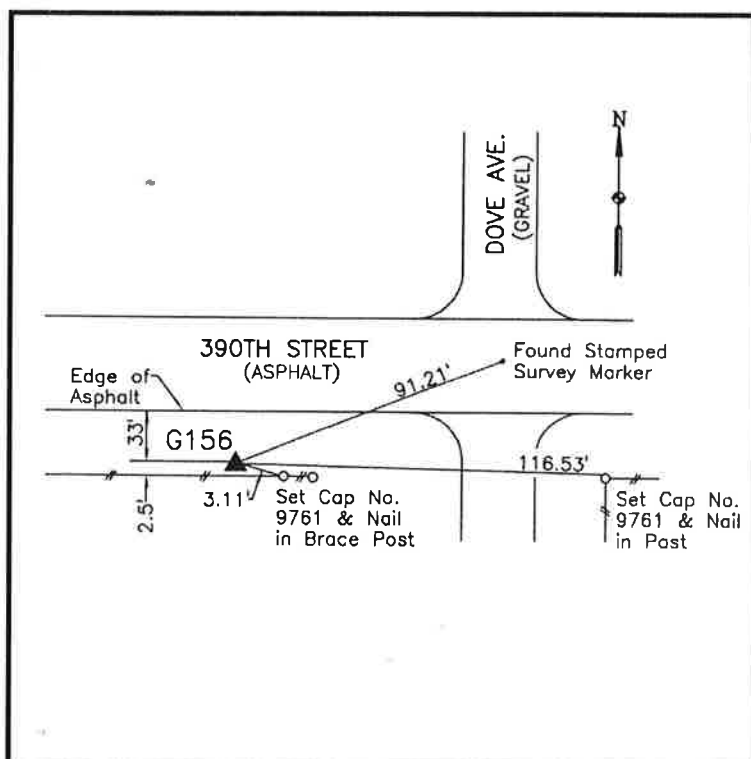 N
DOVE AVE.
(GRAVEL)
390TH STREET
(ASPHALT)
Found Stamped
Survey Marker
91.21'
Edge of
Asphalt
33'
G156
116.53'
3.11'
2.5'
Set Cap No.
9761 & Nail
in Brace Post
Set Cap No.
9761 & Nail
in Past